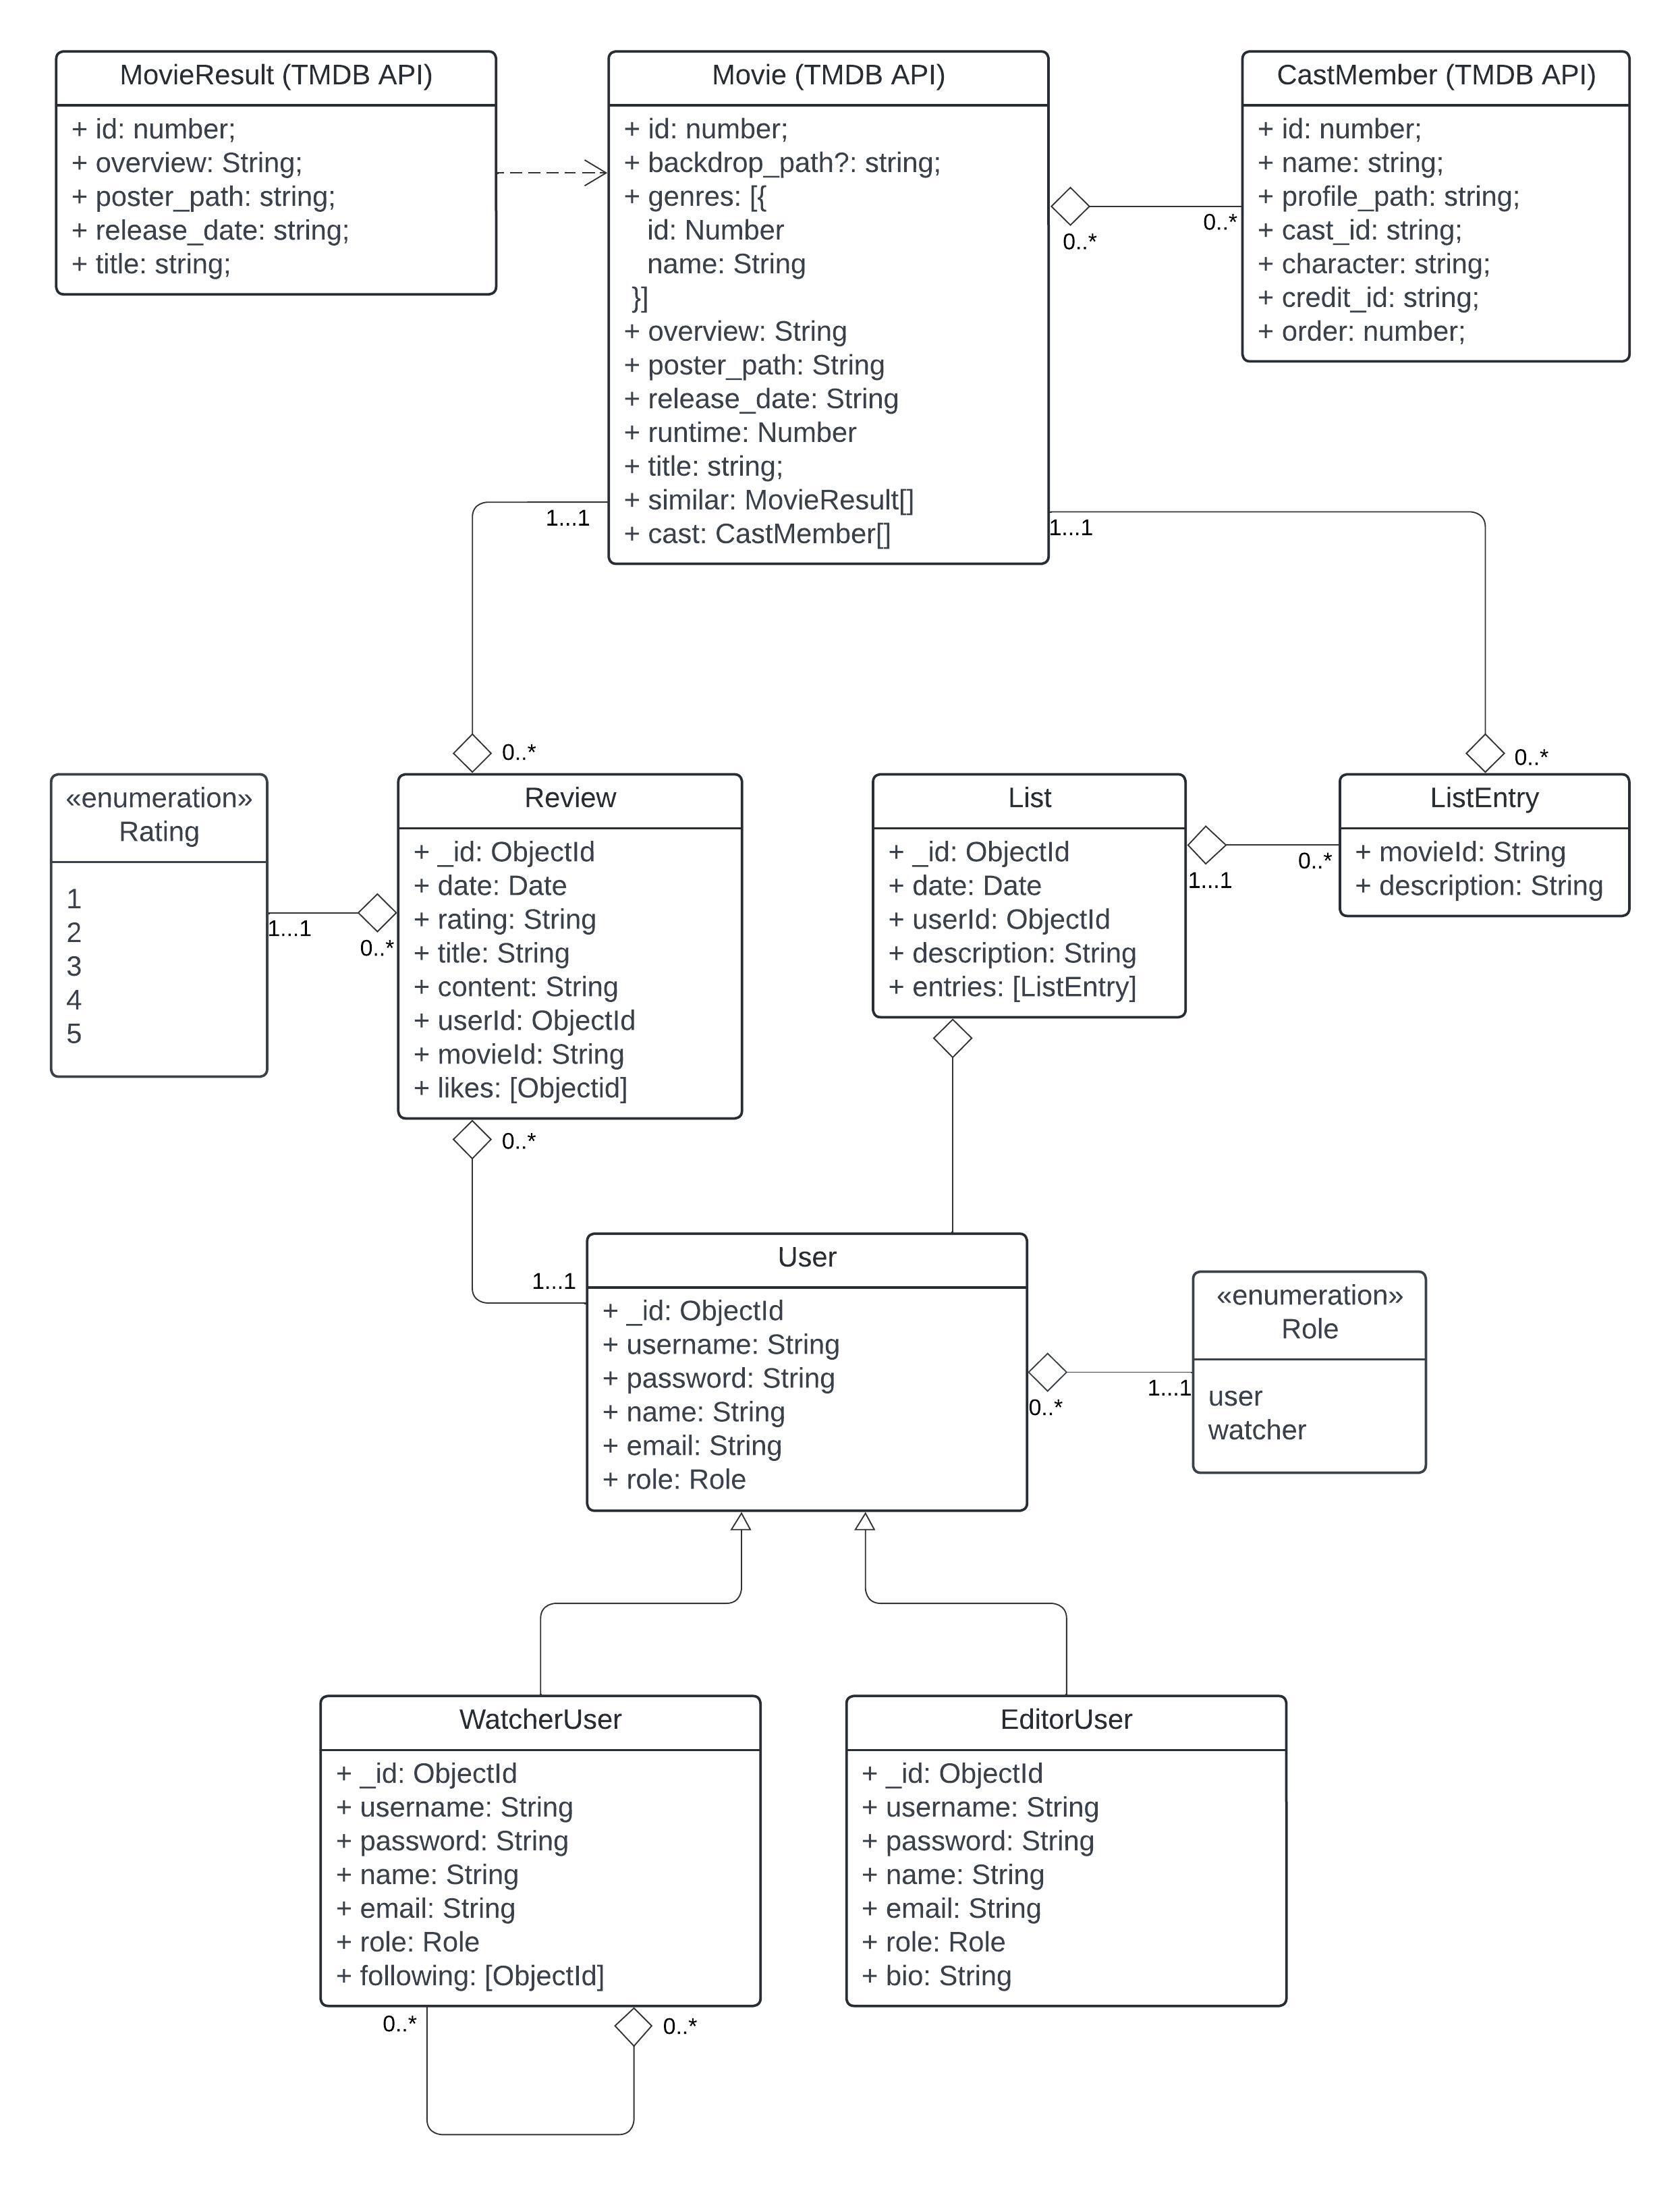 MovieResult (TMDB API)
+ id: number;
+ overview: String;
+ poster_path: string;
+ release_date: string;
+ title: string;
Movie (TMDB API)
+ id: number;
+ backdrop_path?: string;
+ genres: [{
id: Number
name: String
}]
+ overview: String
+ poster_path: String
+ release_date: String
+ runtime: Number
+ title: string;
+ similar: MovieResult[]
+ cast: CastMember[]
CastMember (TMDB API)
+ id: number;
+ name: string;
+ profile_path: string;
+ cast_id: string;
+ character: string;
+ credit_id: string;
+ order: number;
0..*
0..*
1...1
1...1
0..*
0..*
«enumeration»
Rating
1
2
3
4
5
1...1
0..*
Review
+ _id: ObjectId
+ date: Date
+ rating: String
+ title: String
+ content: String
+ userId: ObjectId
+ movieId: String
+ likes: [Objectid]
List
+ _id: ObjectId
+ date: Date
+ userId: ObjectId
+ description: String
+ entries: [ListEntry]
1...1
0..*
ListEntry
+ movieId: String
+ description: String
0..*
1...1
User
+ _id: ObjectId
+ username: String
+ password: String
+ name: String
+ email: String
+ role: Role
0..*
1...1
«enumeration»
Role
user
watcher
WatcherUser
+ _id: ObjectId
+ username: String
+ password: String
+ name: String
+ email: String
+ role: Role
+ following: [ObjectId]
0..*
0..*
EditorUser
+ _id: ObjectId
+ username: String
+ password: String
+ name: String
+ email: String
+ role: Role
+ bio: String